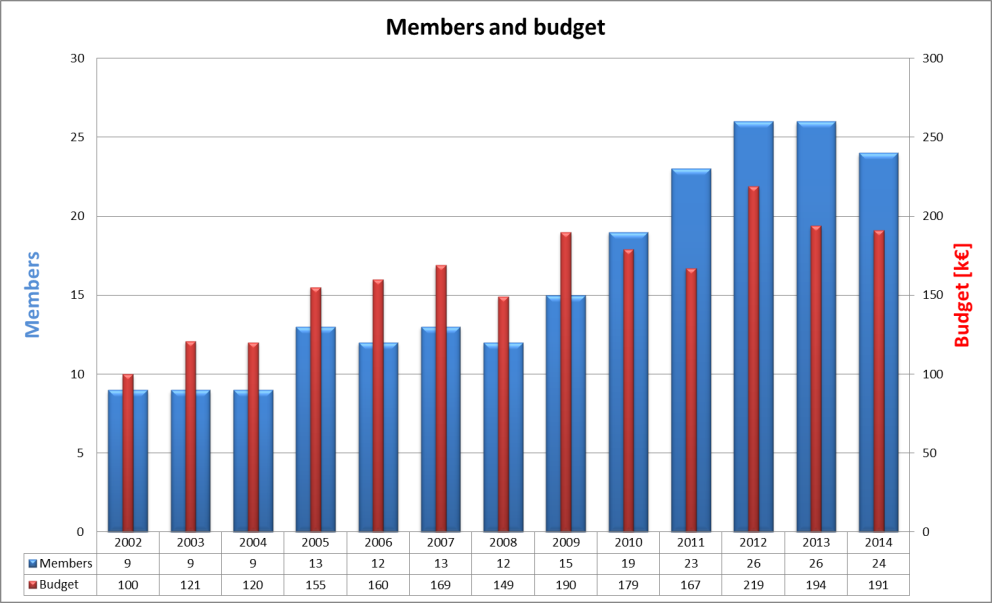 Members and budget
30 300
25 250
20 200
15 150
10 100
5 50
0 0
Members
Budget [k€]
2002 2003 2004 2005 2006 2007 2008 2009 2010 2011 2012 2013 2014
Members 9 9 9 13 12 13 12 15 19 23 26 26 24
Budget 100 121 120 155 160 169 149 190 179 167 219 194 191